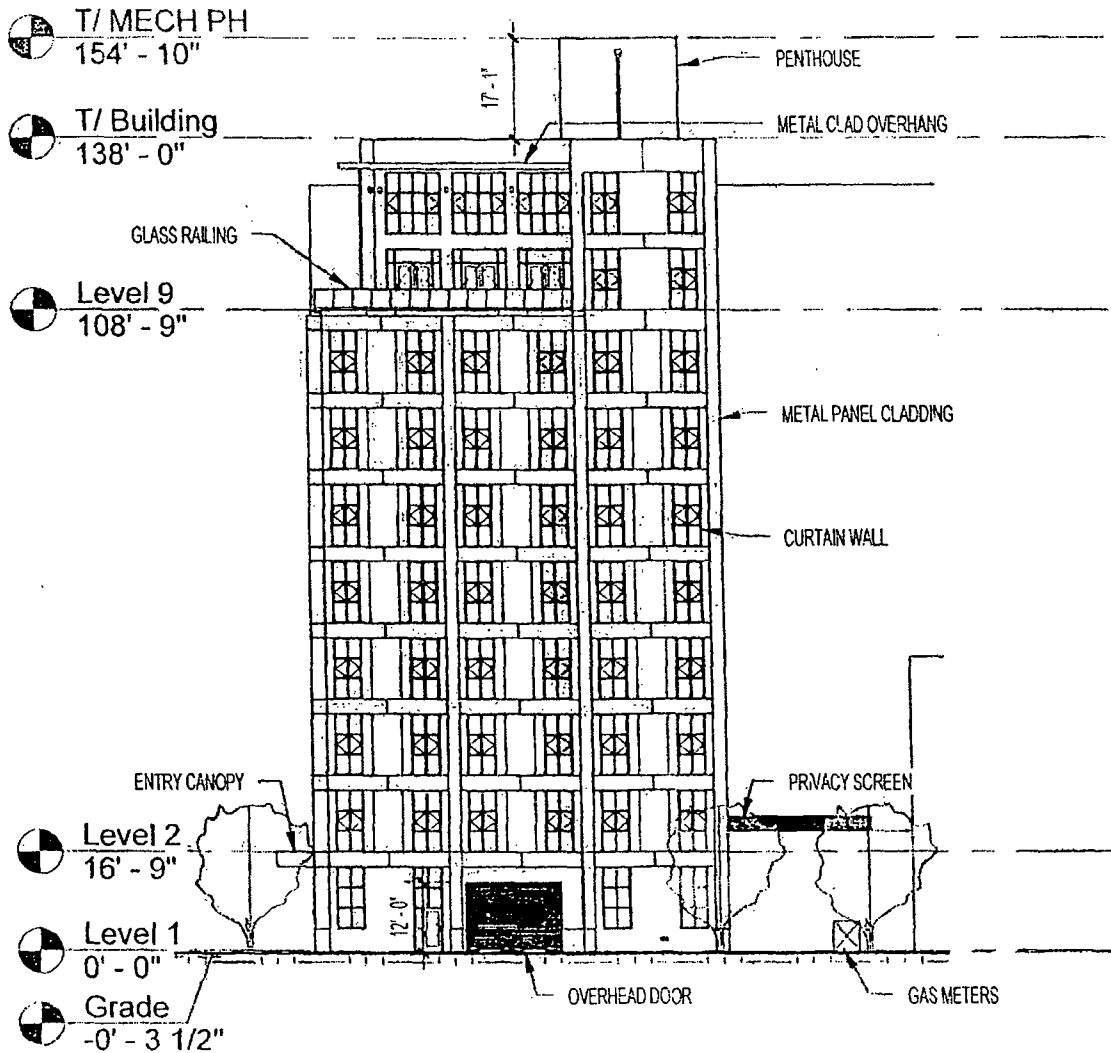 T/ MECH PH
154' - 10"
PENTHOUSE
17' - 1"
T/ Building
138' - 0"
METAL CLAD OVERHANG
GLASS RAILING
Level 9
108' - 9"
METAL PANEL CLADDING
CURTAIN WALL
ENTRY CANOPY
PRIVACY SCREEN
Level 2
16' - 9"
12' - 0"
Level 1
0' - 0"
OVERHEAD DOOR
GAS METERS
Grade
-0' - 3 1/2"